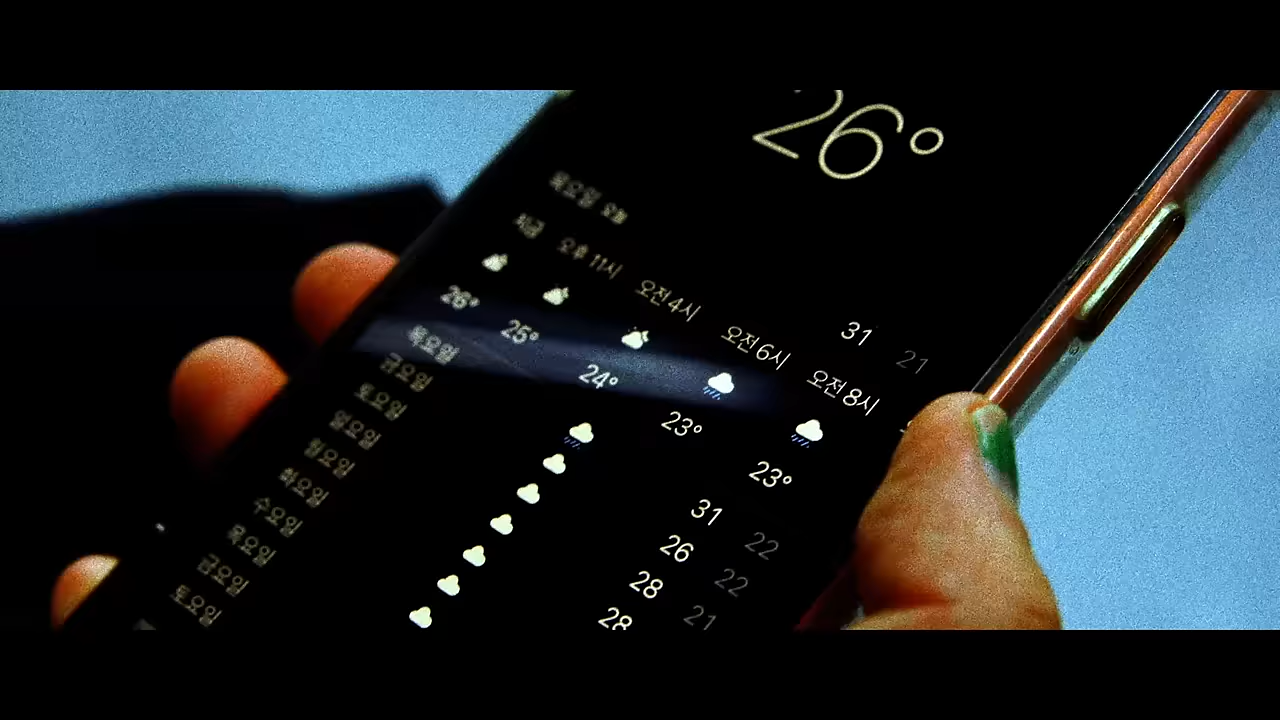 26°
목요일 오늘 31 21
지금 오후 11시 오전 4시 오전 6시 오전 8시
26° 25° 24° 23° 23°
목요일 31 22
금요일 26 22
토요일 28 21
일요일 28
월요일
화요일
수요일
목요일
금요일
토요일